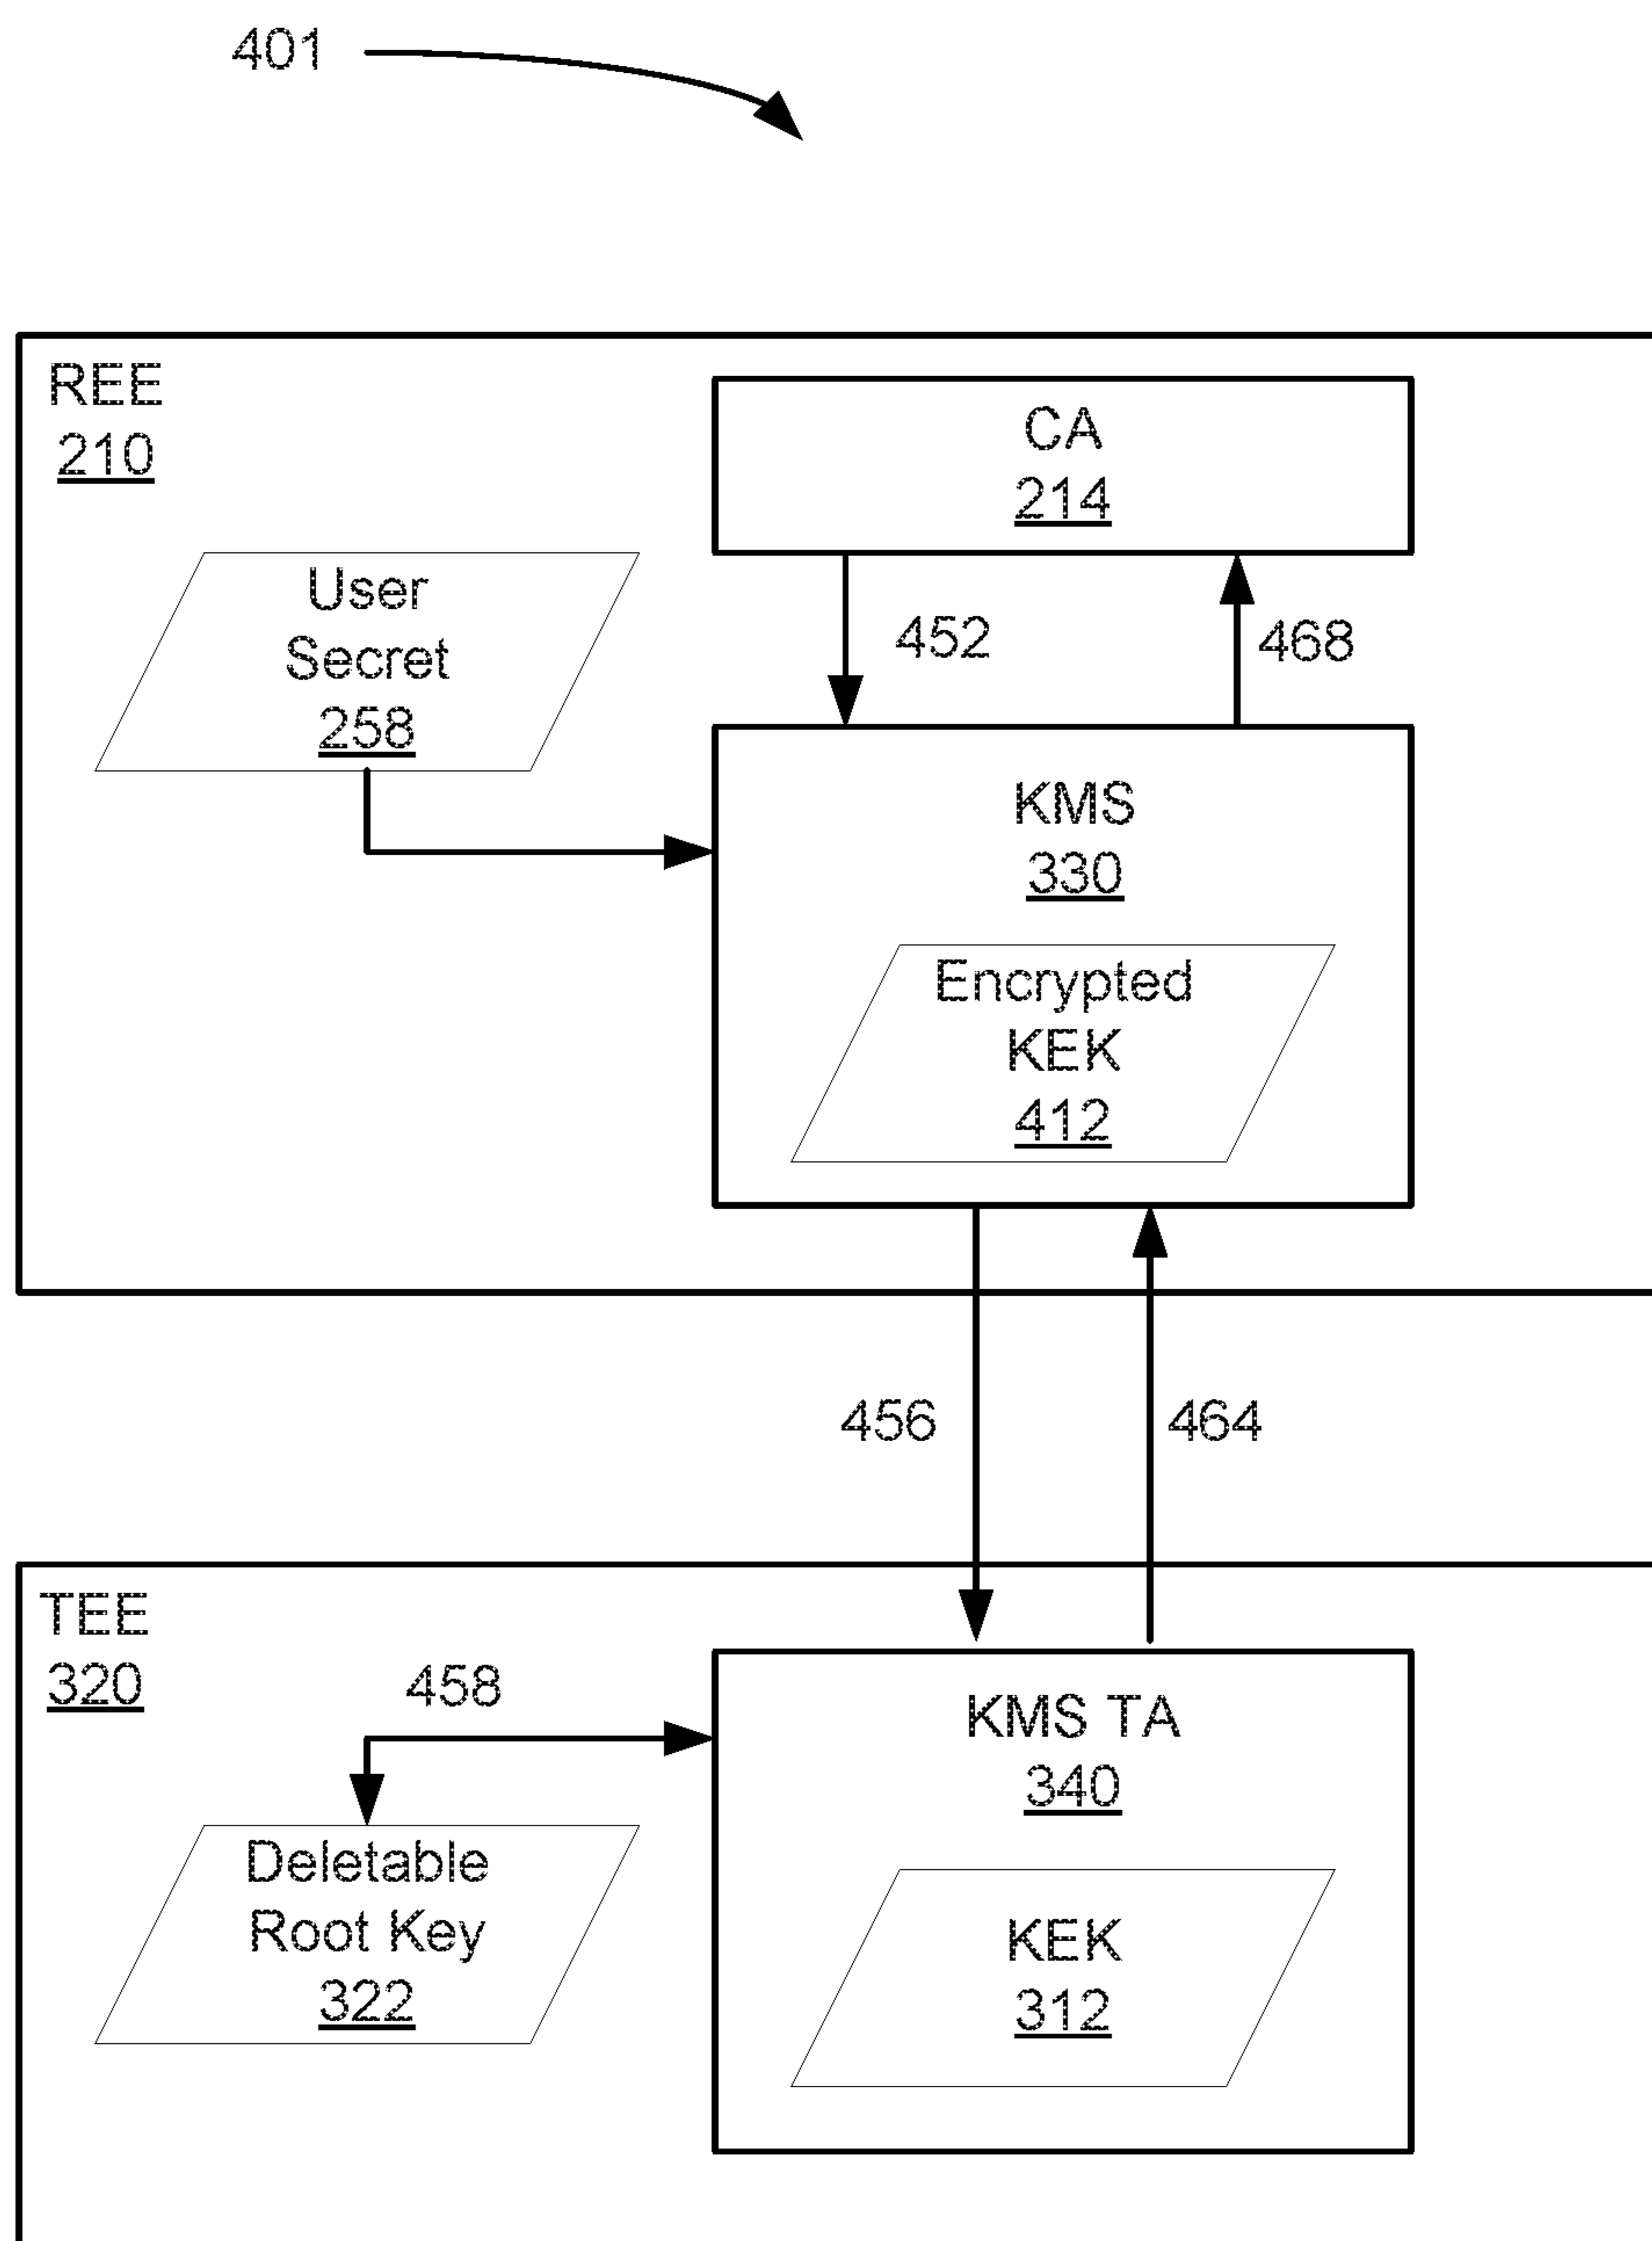 401
REE
210
CA
214
User
Secret
258
452
468
KMS
330
Encrypted
KEK
412
456
464
TEE
320
458
KMS TA
340
Deletable
Root Key
322
KEK
312